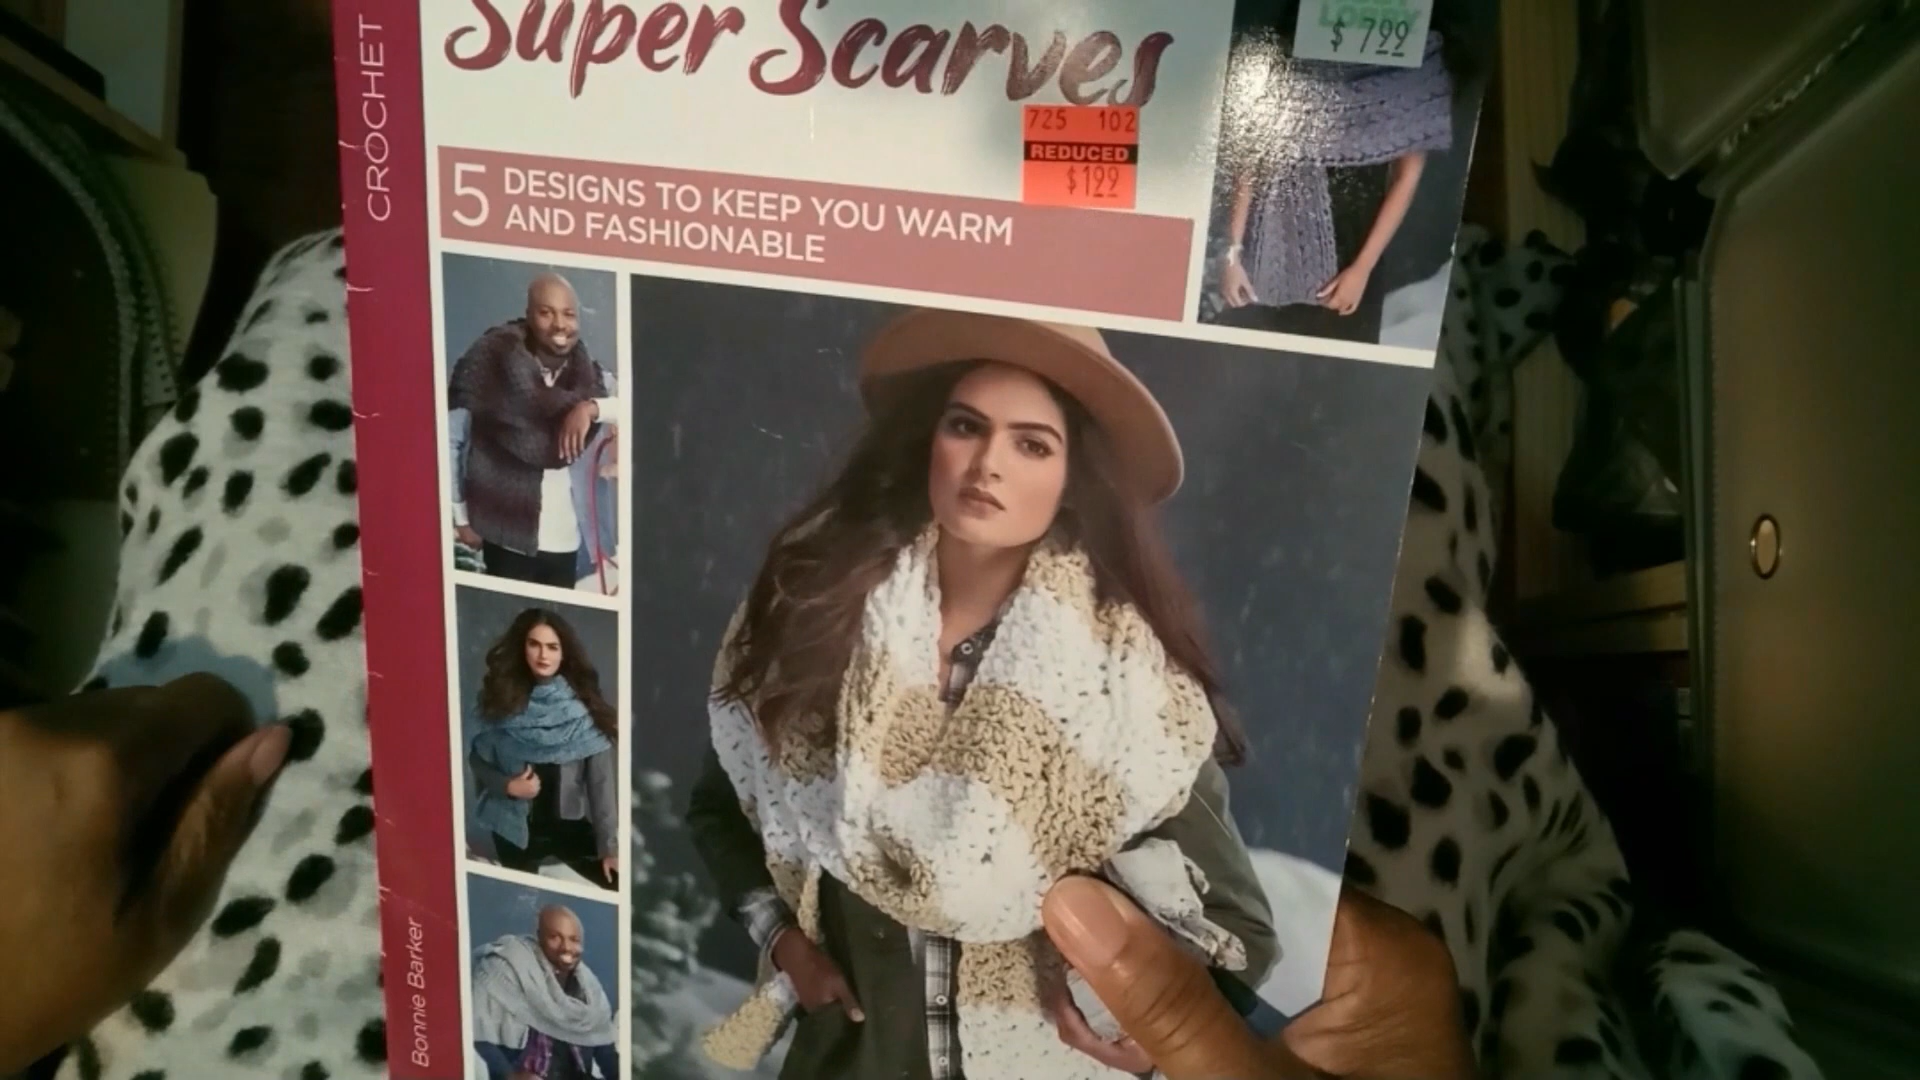 CROCHET
Super Scarves
LOBBY
$ 7.99
725 102
REDUCED
$1.99
5 DESIGNS TO KEEP YOU WARM
AND FASHIONABLE
Bonnie Barker